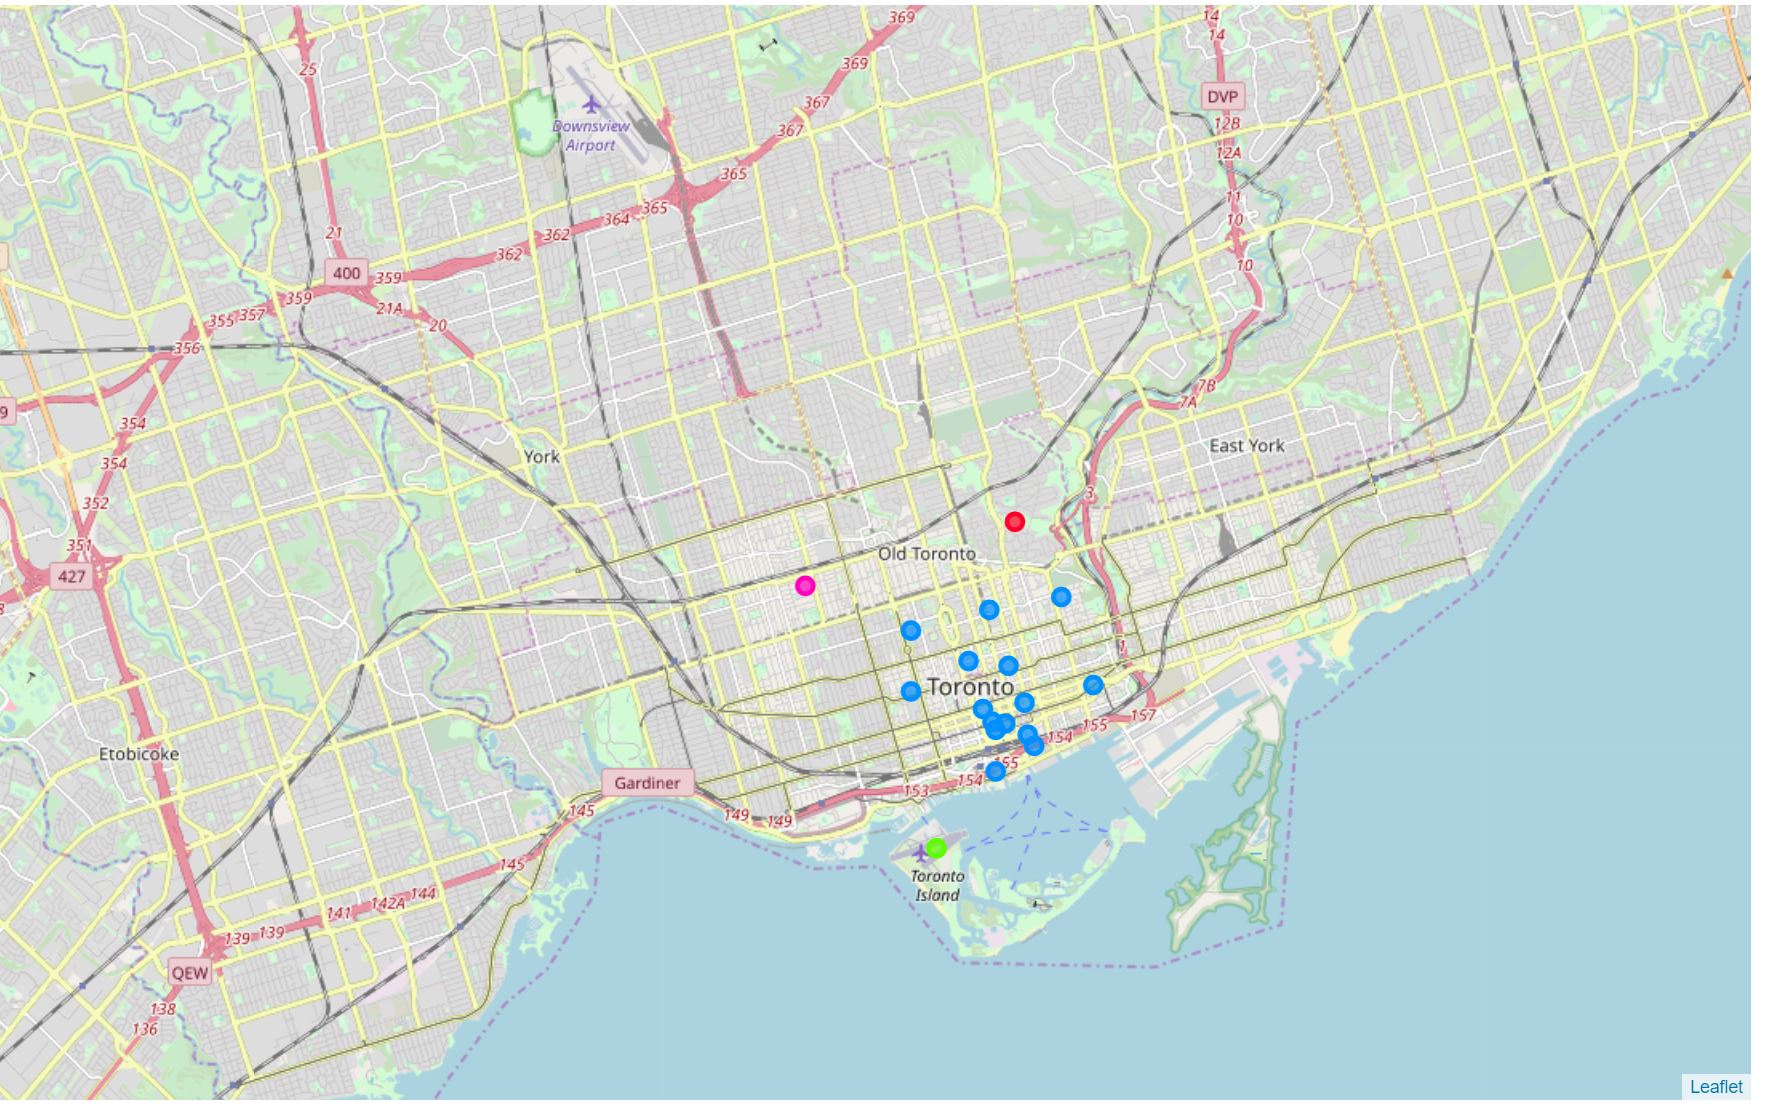 369
14
14
25
369
DVP
367
12B
Downsview
Airport
367
12A
365
365
11
10
364
21
362
362
10
400
359
359
21A
357
355
20
356
7B
9
7A
354
East York
York
354
3
352
351
Old Toronto
427
8
1
Toronto
157
155
154
Etobicoke
155
Gardiner
154
153
145
149
149
145
Toronto
Island
144
142A
141
139
139
QEW
138
136
Leaflet